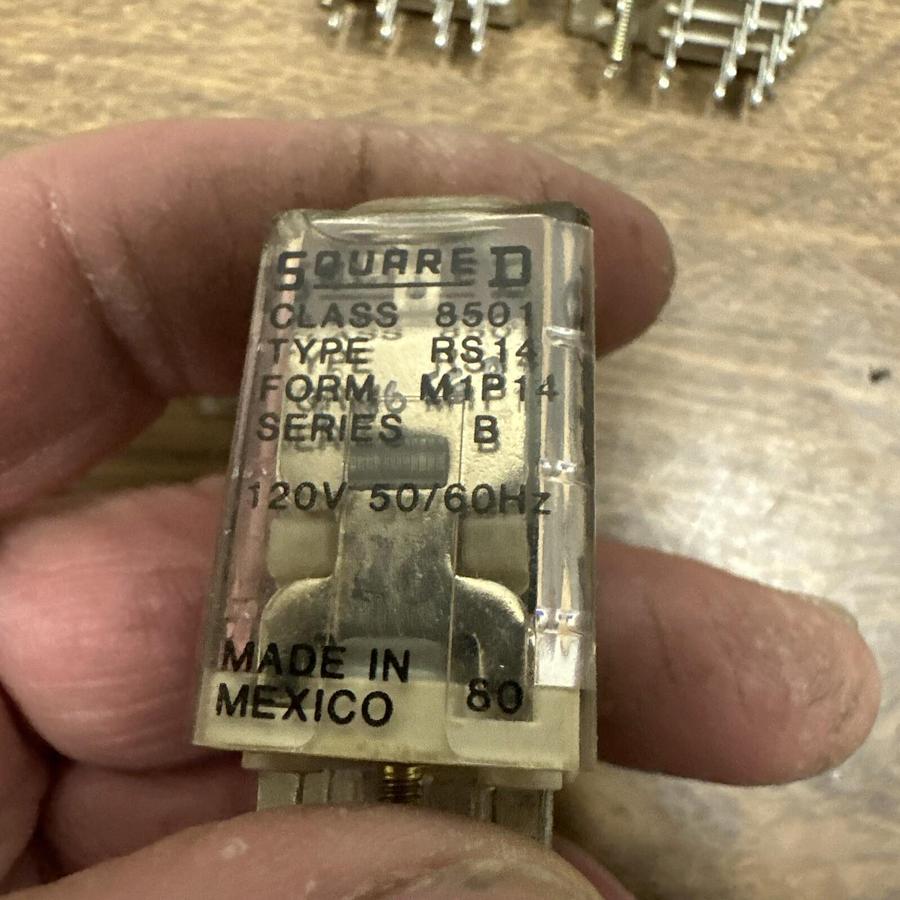 SQUARE D
CLASS 8501
TYPE RS14
FORM M1P14
SERIES B
120V 50/60Hz
MADE IN
MEXICO 80